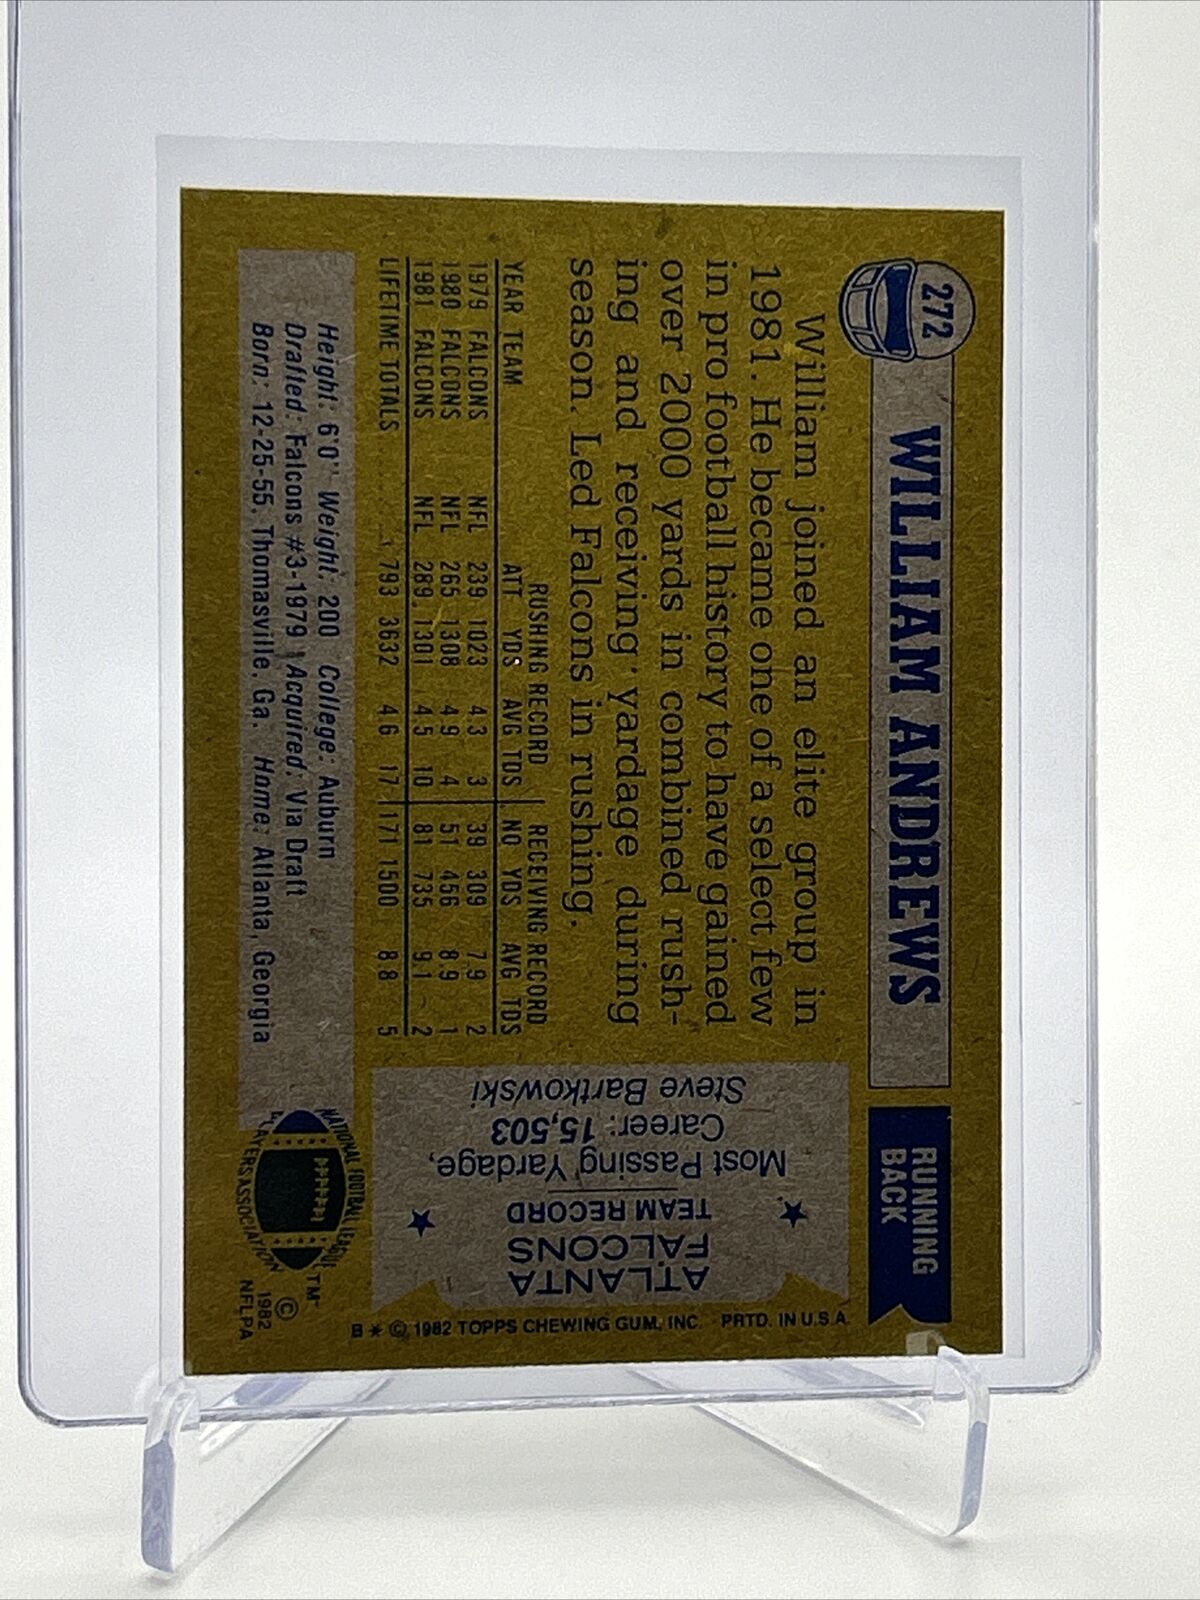 272
WILLIAM ANDREWS
RUNNING
BACK
William joined an elite group in
1981. He became one of a select few
in pro football history to have gained
over 2000 yards in combined rush-
ing and receiving yardage during
season. Led Falcons in rushing.
RUSHING RECORD RECEIVING RECORD
YEAR TEAM ATT YDS AVG TDS NO YDS AVG TDS
1979 FALCONS NFL 239 1023 4.3 3 39 309 7.9 2
1980 FALCONS NFL 265 1308 4.9 4 51 456 8.9 1
1981 FALCONS NFL 289 1301 4.5 10 81 735 9.1 2
LIFETIME TOTALS 793 3632 4.6 17 171 1500 8.8 5
Height: 6'0" Weight: 200 College: Auburn
Drafted: Falcons #3-1979 Acquired: Via Draft
Born: 12-25-55, Thomasville, Ga. Home: Atlanta, Georgia
ATLANTA
FALCONS
TEAM RECORD
Most Passing Yardage,
Career: 15,503
Steve Bartkowski
NATIONAL FOOTBALL LEAGUE
PLAYERS ASSOCIATION
TM
©
1982
NFLPA
B * © 1982 TOPPS CHEWING GUM, INC. PRTD. IN U.S.A.